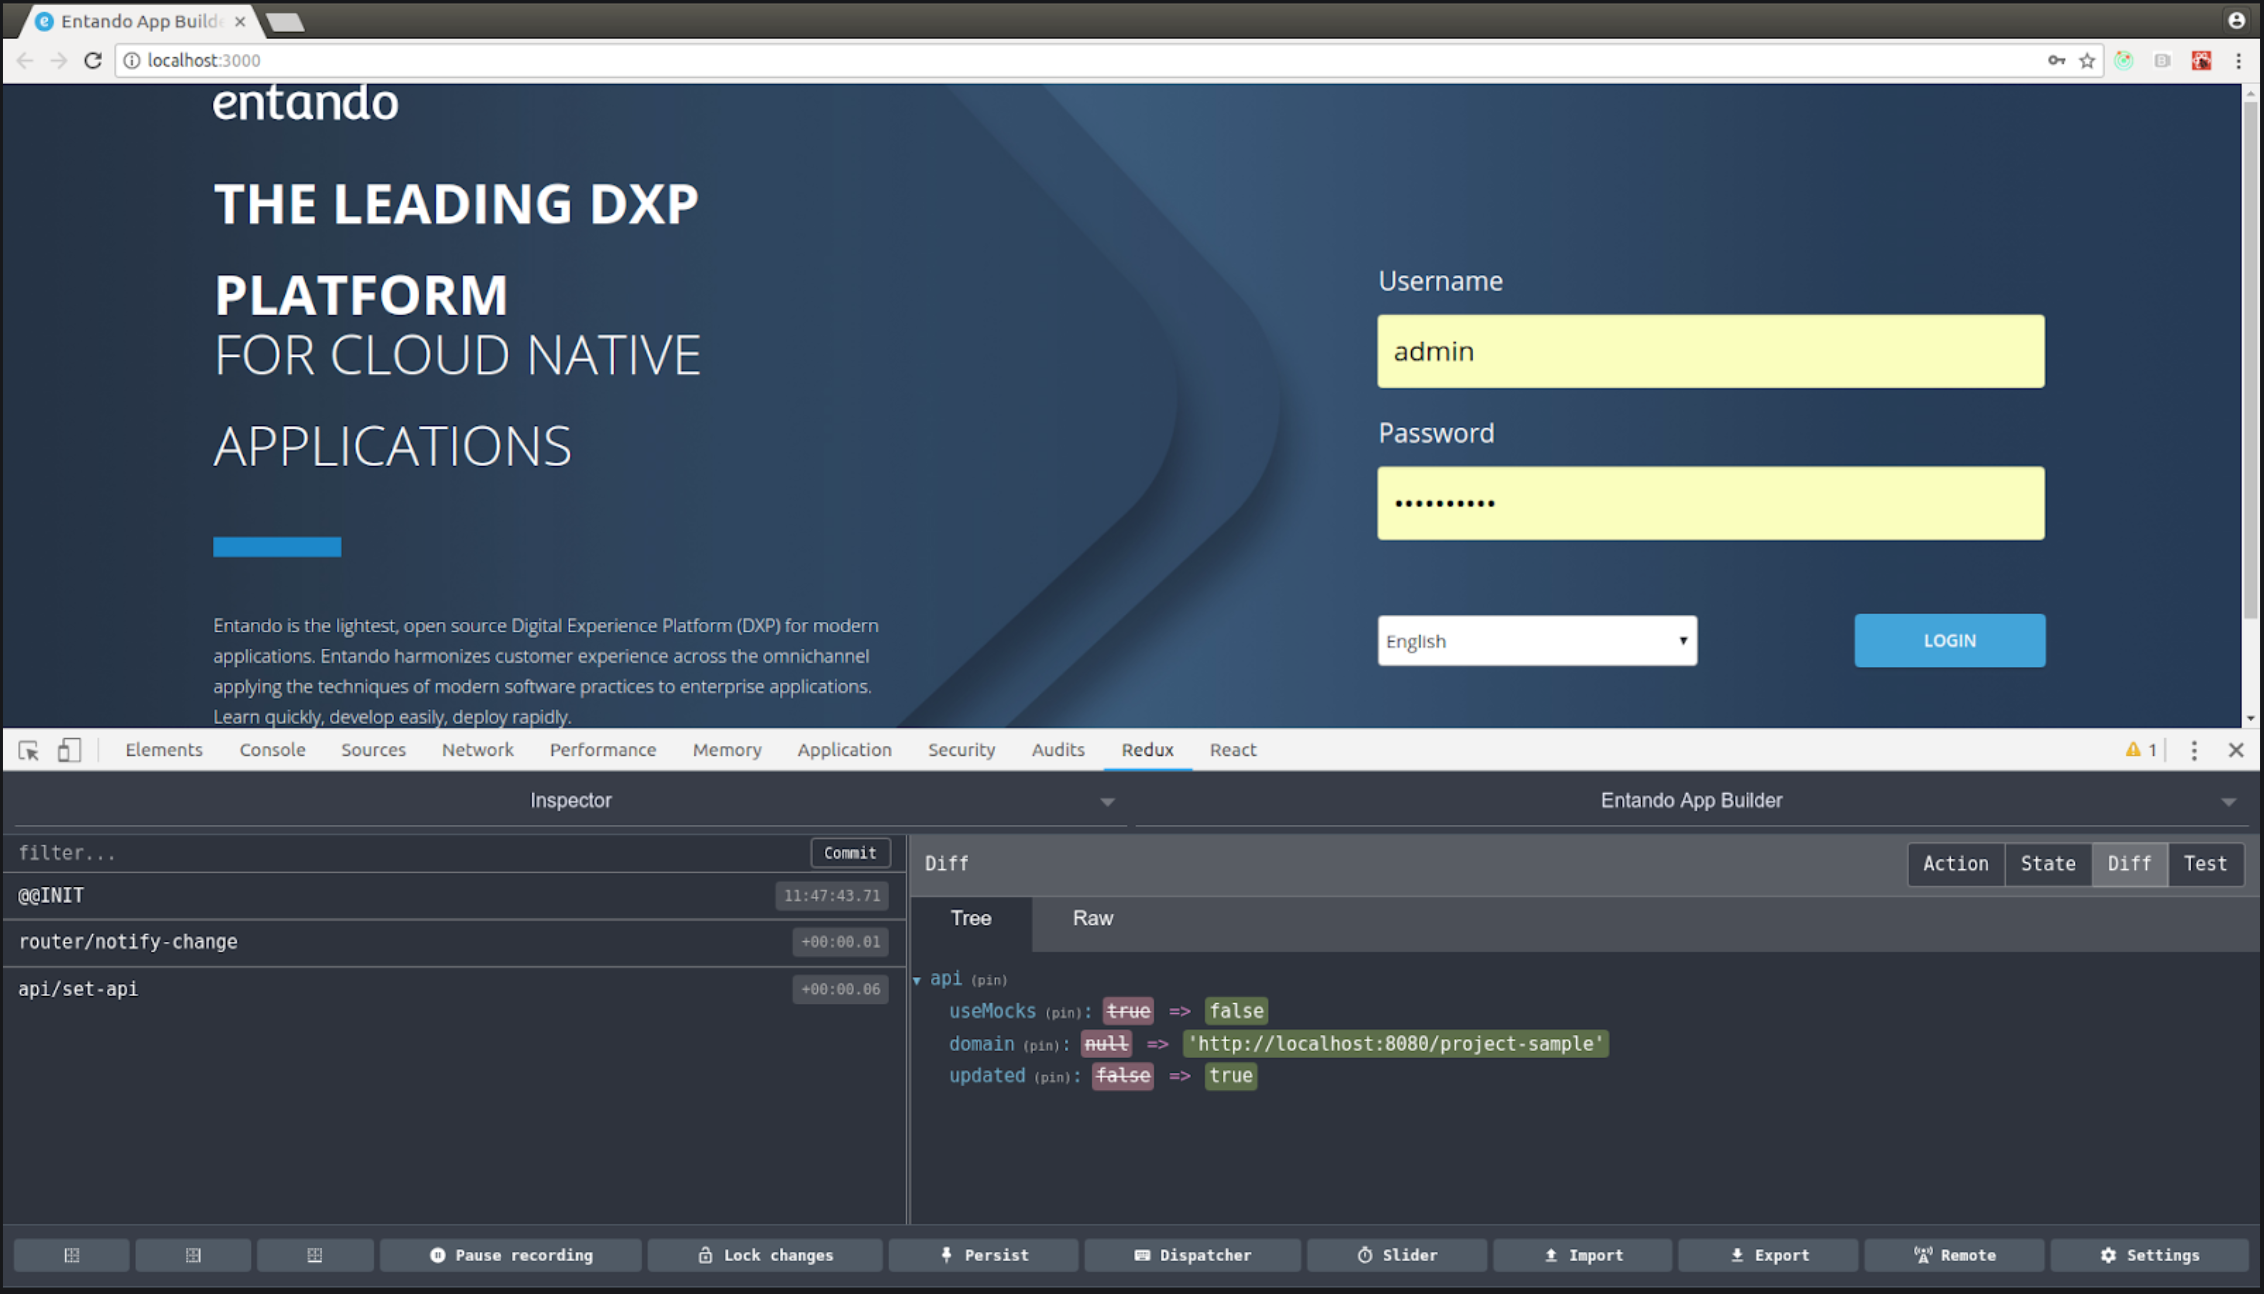 Entando App Builde
localhost:3000
entando
THE LEADING DXP
PLATFORM
FOR CLOUD NATIVE
APPLICATIONS
Entando is the lightest, open source Digital Experience Platform (DXP) for modern
applications. Entando harmonizes customer experience across the omnichannel
applying the techniques of modern software practices to enterprise applications.
Learn quickly, develop easily, deploy rapidly.
Username
admin
Password
••••••••••
English
LOGIN
Elements Console Sources Network Performance Memory Application Security Audits Redux React 1
Inspector
Entando App Builder
filter... Commit
@@INIT 11:47:43.71
router/notify-change +00:00.01
api/set-api +00:00.06
Diff
Action State Diff Test
Tree Raw
api (pin)
useMocks (pin): true => false
domain (pin): null => 'http://localhost:8080/project-sample'
updated (pin): false => true
Pause recording Lock changes Persist Dispatcher Slider Import Export Remote Settings